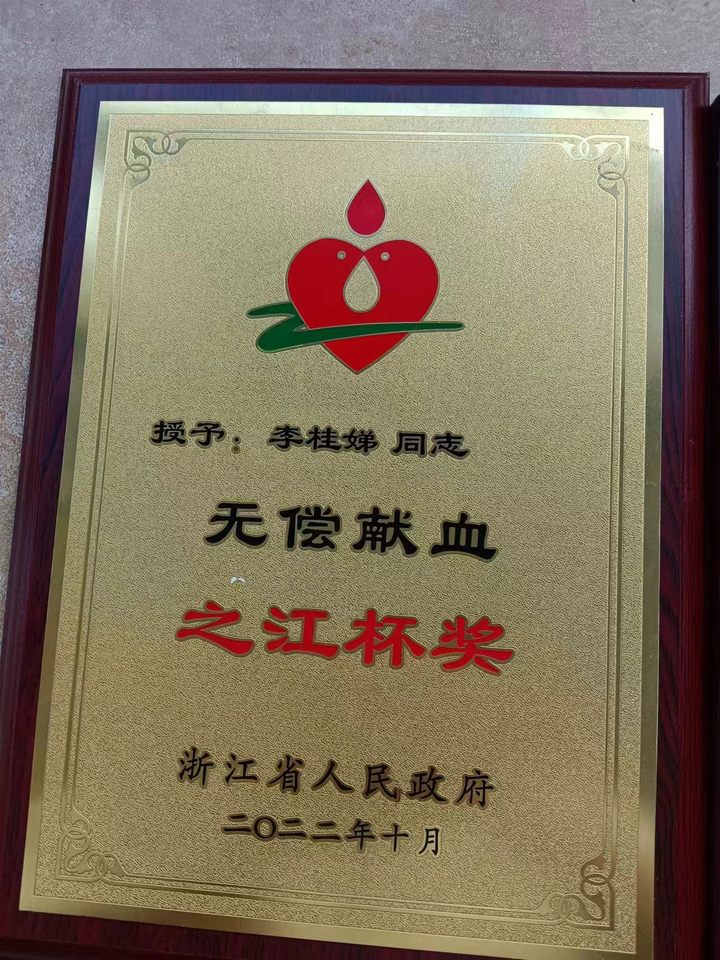 授予：李桂娣 同志
无偿献血
之江杯奖
浙江省人民政府
二〇二二年十月